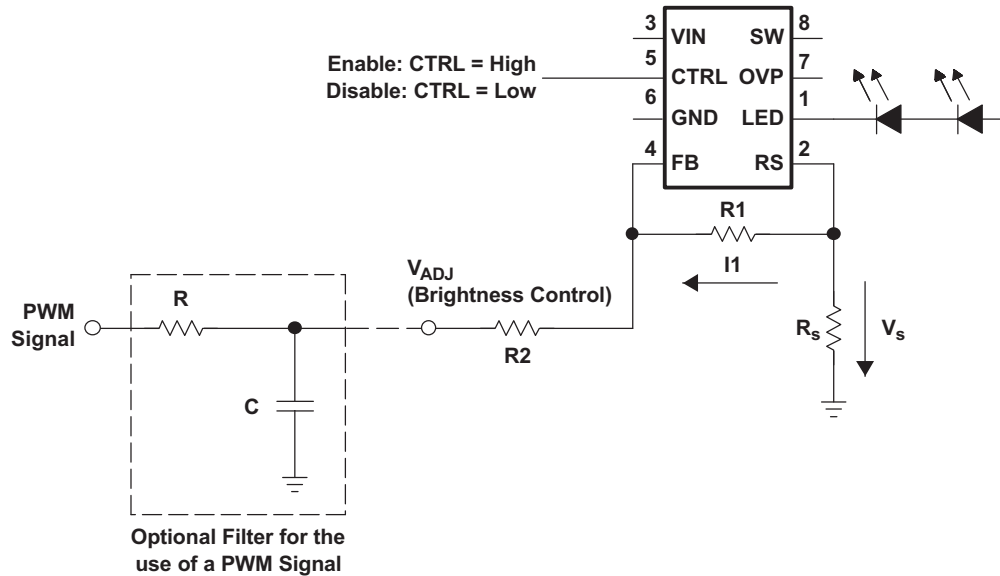 3
VIN
SW
8
Enable: CTRL = High
Disable: CTRL = Low
5
CTRL
OVP
7
6
GND
LED
1
4
FB
RS
2
R1
I1
V_ADJ
(Brightness Control)
R
PWM
Signal
R2
R_s
V_s
C
Optional Filter for the
use of a PWM Signal